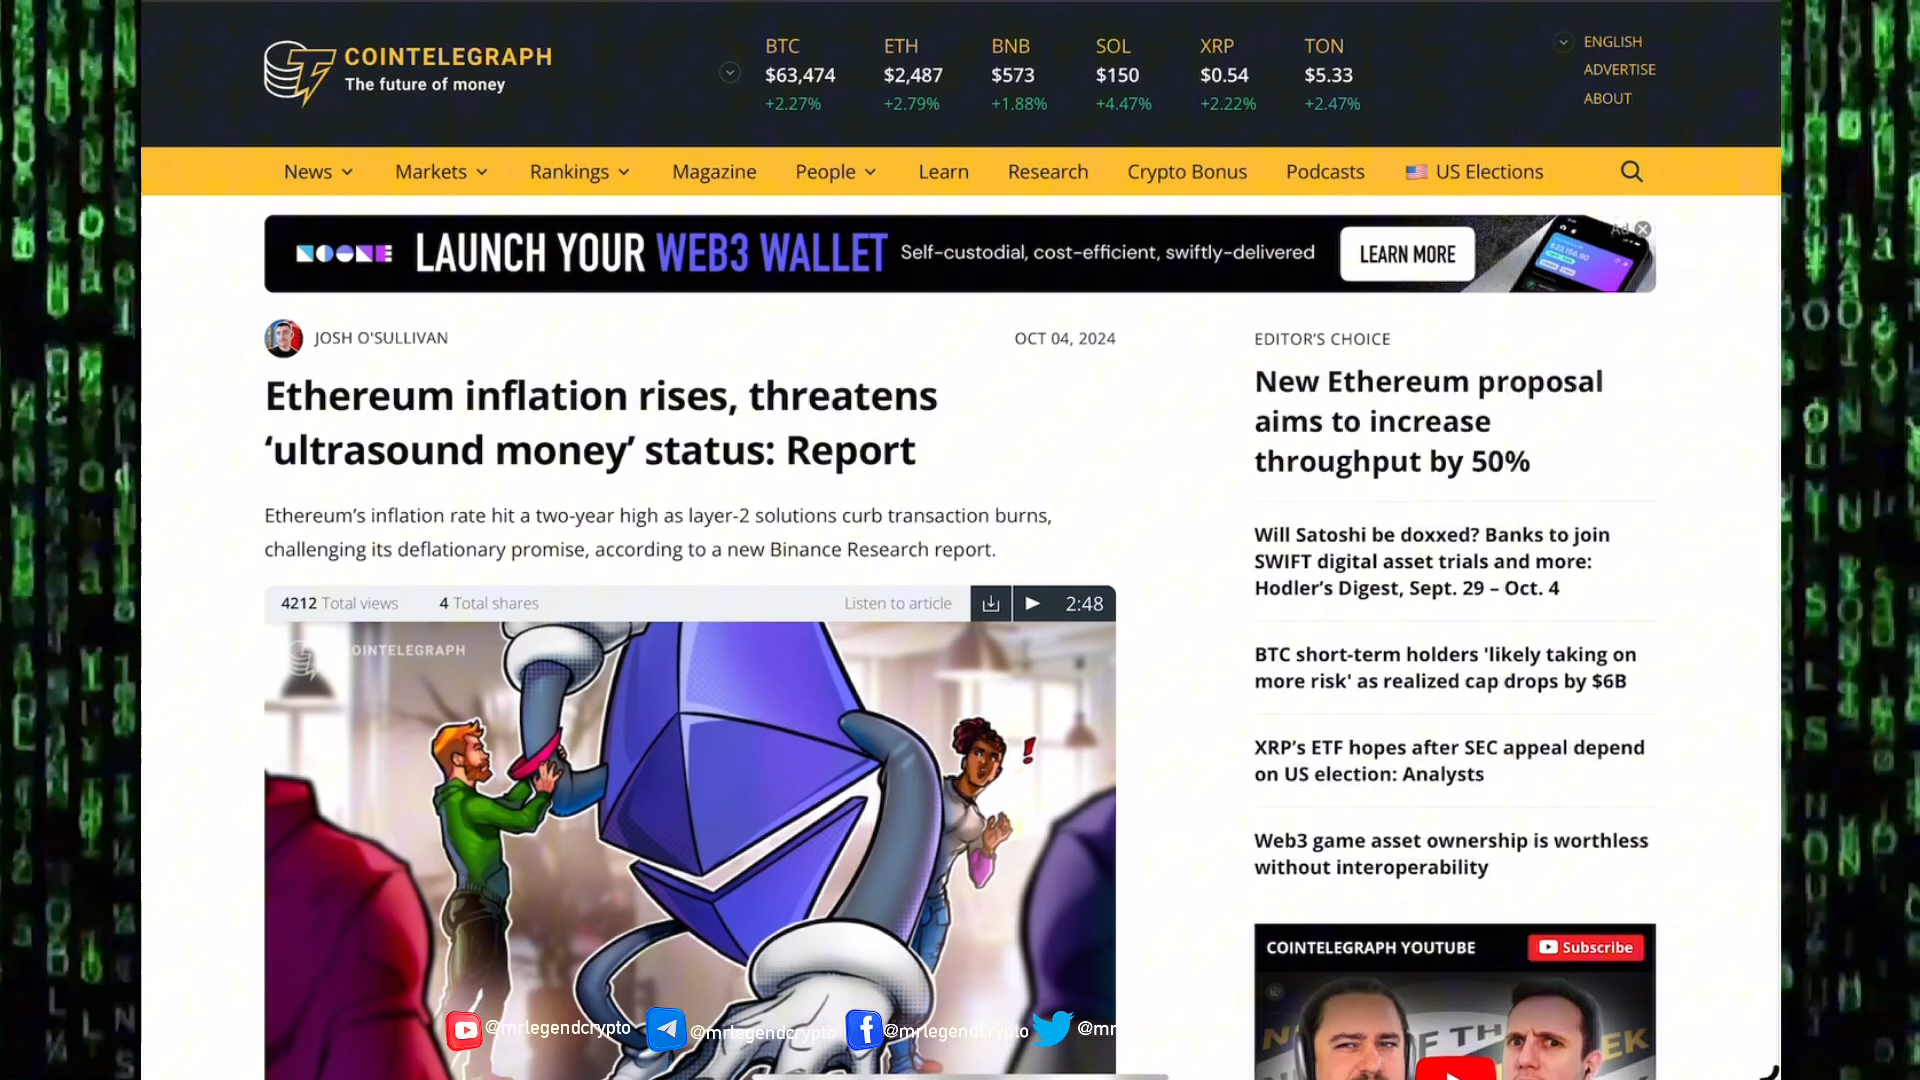 COINTELEGRAPH
The future of money
BTC
$63,474
+2.27%
ETH
$2,487
+2.79%
BNB
$573
+1.88%
SOL
$150
+4.47%
XRP
$0.54
+2.22%
TON
$5.33
+2.47%
ENGLISH
ADVERTISE
ABOUT
News Markets Rankings Magazine People Learn Research Crypto Bonus Podcasts US Elections
NOONE LAUNCH YOUR WEB3 WALLET Self-custodial, cost-efficient, swiftly-delivered LEARN MORE
Ad
JOSH O'SULLIVAN OCT 04, 2024
Ethereum inflation rises, threatens
‘ultrasound money’ status: Report
Ethereum’s inflation rate hit a two-year high as layer-2 solutions curb transaction burns,
challenging its deflationary promise, according to a new Binance Research report.
4212 Total views 4 Total shares Listen to article 2:48
COINTELEGRAPH
!
EDITOR’S CHOICE
New Ethereum proposal
aims to increase
throughput by 50%
Will Satoshi be doxxed? Banks to join
SWIFT digital asset trials and more:
Hodler’s Digest, Sept. 29 – Oct. 4
BTC short-term holders 'likely taking on
more risk' as realized cap drops by $6B
XRP’s ETF hopes after SEC appeal depend
on US election: Analysts
Web3 game asset ownership is worthless
without interoperability
COINTELEGRAPH YOUTUBE Subscribe
@mrlegendcrypto @mrlegendcrypto @mrlegendcrypto @mr